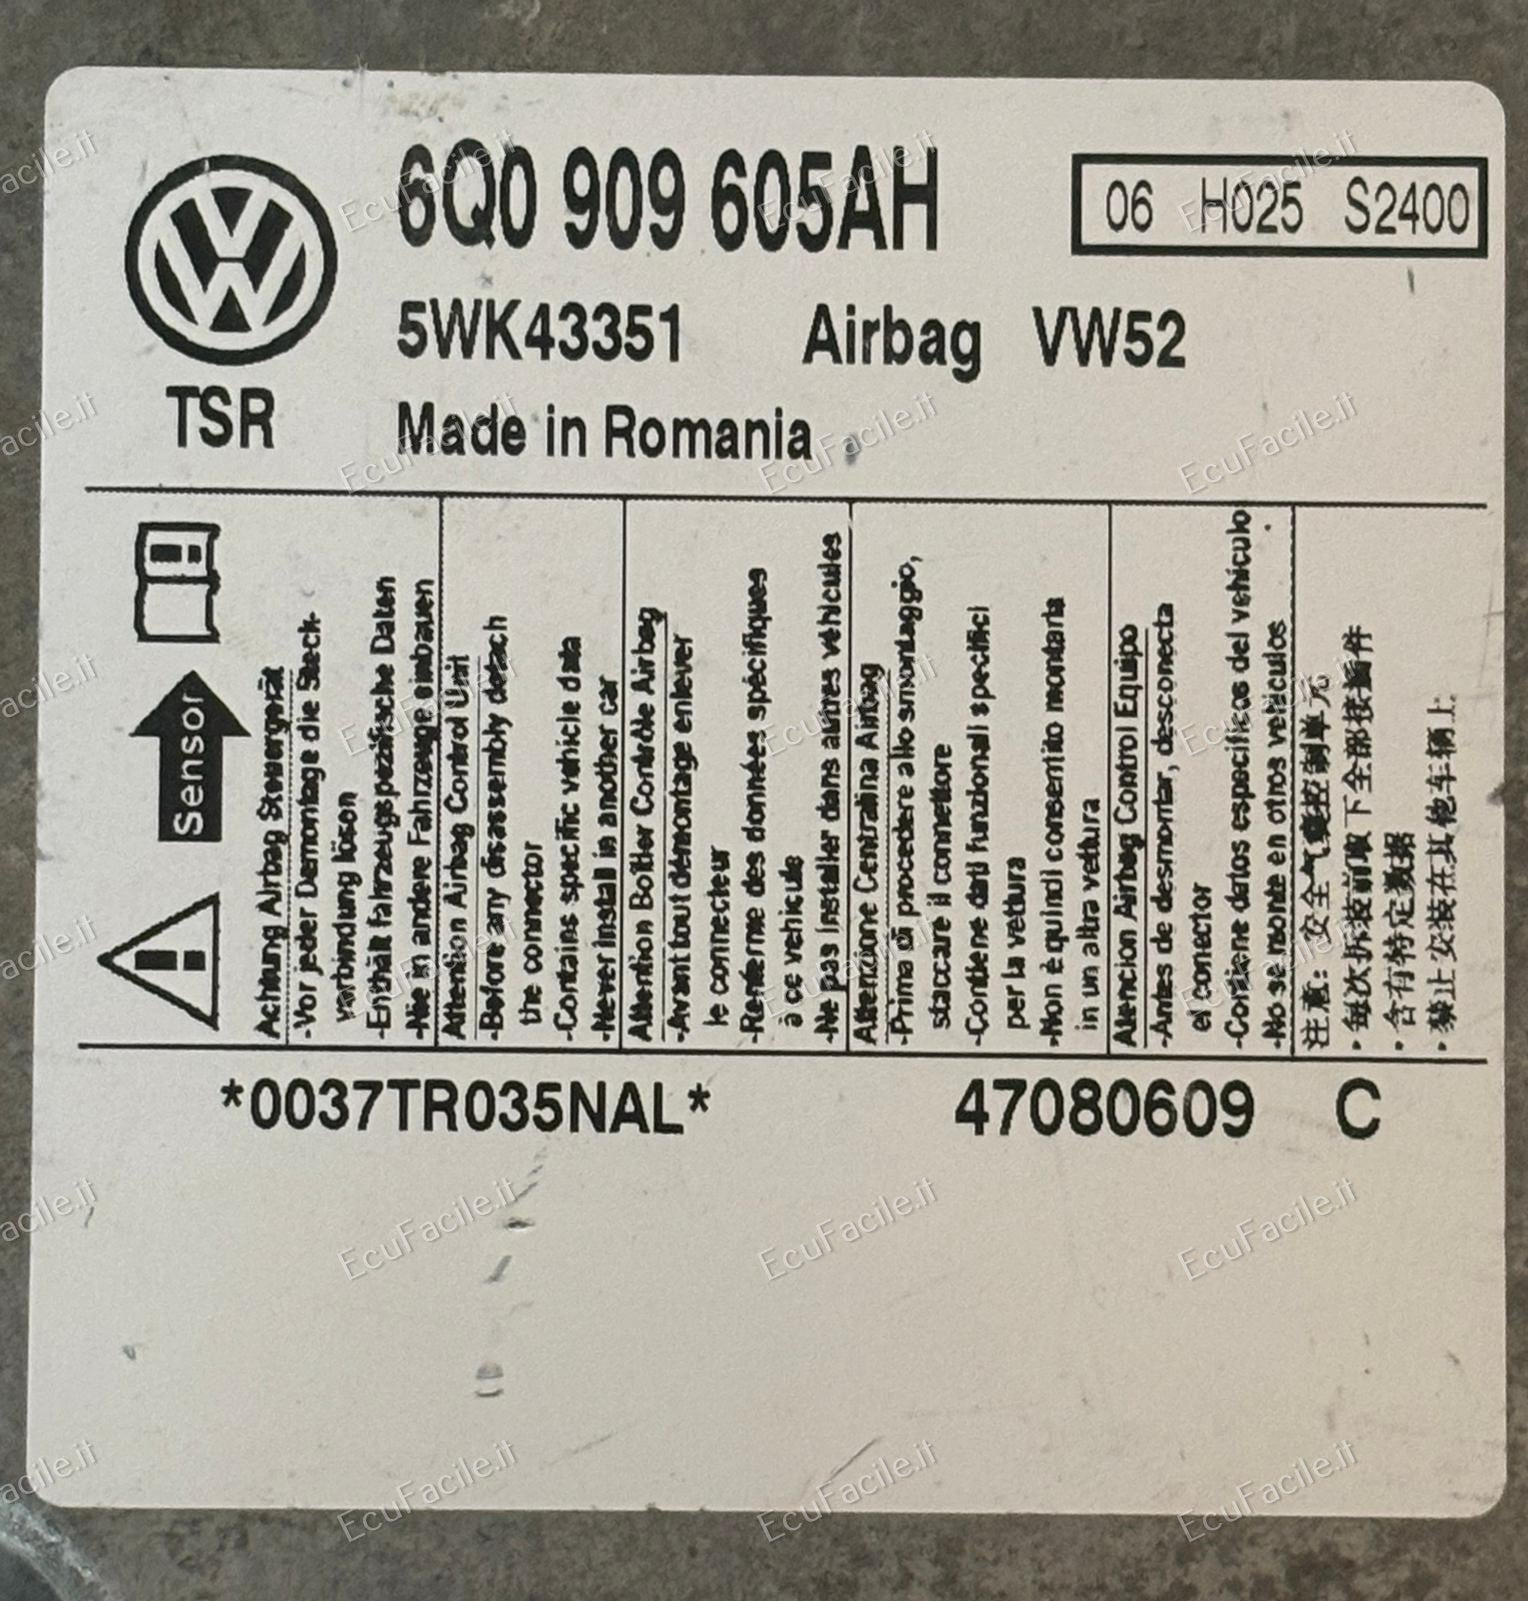 6Q0 909 605AH
06 H025 S2400
5WK43351 Airbag VW52
TSR
Made in Romania
Sensor
Achtung Airbag Steuergerät
-Vor jeder Demontage die Steck-
verbindung lösen
-Enthält fahrzeugspezifische Daten
-Nie in andere Fahrzeuge einbauen
Attention Airbag Control Unit
-Before any disassembly detach
the connector
-Contains specific vehicle data
-Never install in another car
Attention Boîtier Contrôle Airbag
-Avant tout démontage enlever
le connecteur
-Renferme des données spécifiques
à ce vehicule
-Ne pas installer dans autres véhicules
Attenzione Centralina Airbag
-Prima di procedere allo smontaggio,
staccare il connettore
-Contiene dati funzionali specifici
per la vettura
-Non è quindi consentito montarla
in un altra vettura
Atencion Airbag Control Equipo
-Antes de desmontar, desconecta
el conector
-Contiene datos especificos del vehiculo
-No se monte en otros vehiculos.
注意：安全气囊控制单元
·每次拆装前取下全部接插件
·含有特定数据
·禁止安装在其他车辆上
*0037TR035NAL*
47080609 C
EcuFacile.it